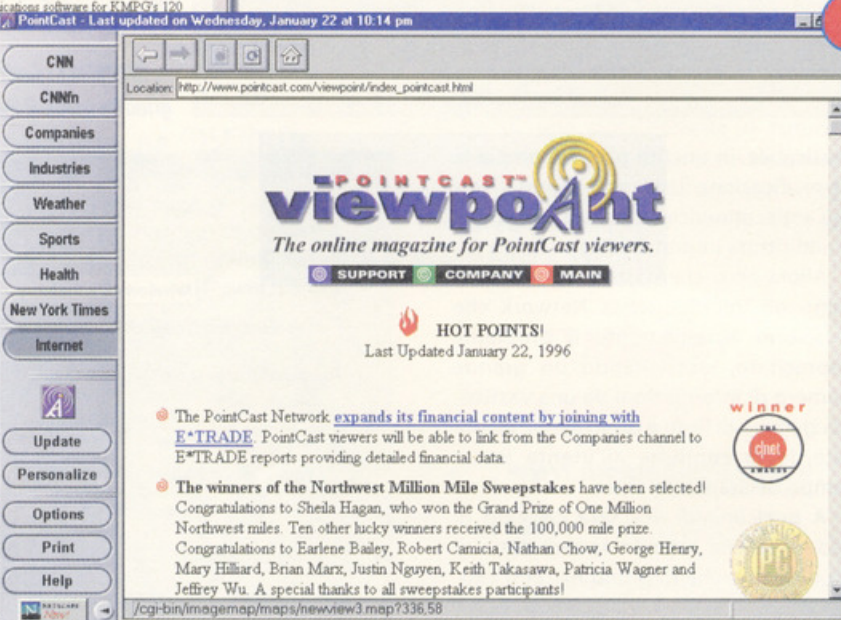 ications software for KMPG's 120
PointCast - Last updated on Wednesday, January 22 at 10:14 pm
CNN
CNNfn
Companies
Industries
Weather
Sports
Health
New York Times
Internet
Update
Personalize
Options
Print
Help
NETSCAPE
Now!
Location: http://www.pointcast.com/viewpoint/index_pointcast.html
POINTCAST™
viewpoint
The online magazine for PointCast viewers.
SUPPORT COMPANY MAIN
HOT POINTS!
Last Updated January 22, 1996
The PointCast Network expands its financial content by joining with
E*TRADE. PointCast viewers will be able to link from the Companies channel to
E*TRADE reports providing detailed financial data.
The winners of the Northwest Million Mile Sweepstakes have been selected!
Congratulations to Sheila Hagan, who won the Grand Prize of One Million
Northwest miles. Ten other lucky winners received the 100,000 mile prize.
Congratulations to Earlene Bailey, Robert Camicia, Nathan Chow, George Henry,
Mary Hilliard, Brian Marx, Justin Nguyen, Keith Takasawa, Patricia Wagner and
Jeffrey Wu. A special thanks to all sweepstakes participants!
winner
THE
c|net
AWARDS
PC
/cgi-bin/imagemap/maps/newview3.map?336,58